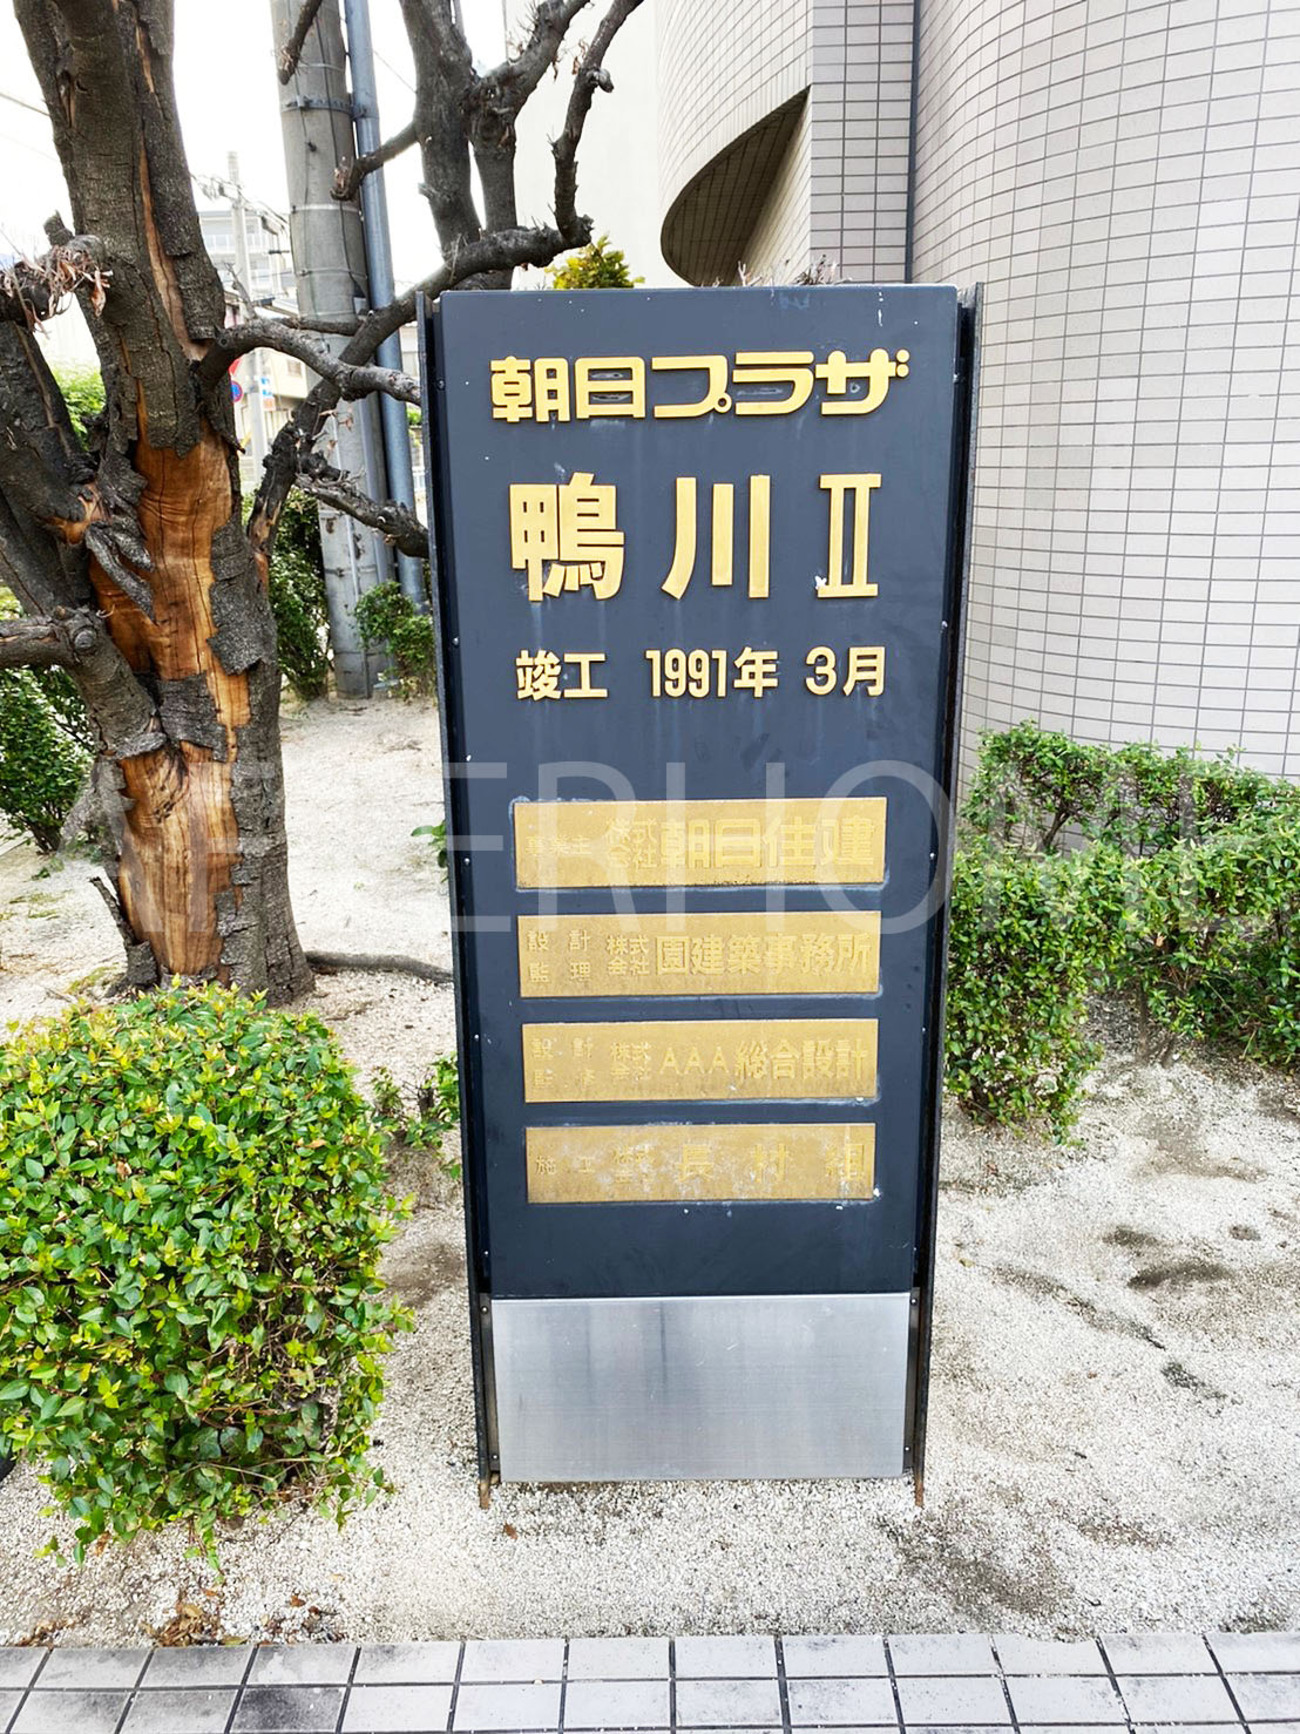 朝日プラザ
鴨川Ⅱ
竣工 1991年 3月
事業主 株式会社 朝日住建
設計監理 株式会社 園建築事務所
設計 株式会社 AAA総合設計
施工 株式会社 長村組
AFTERHOME